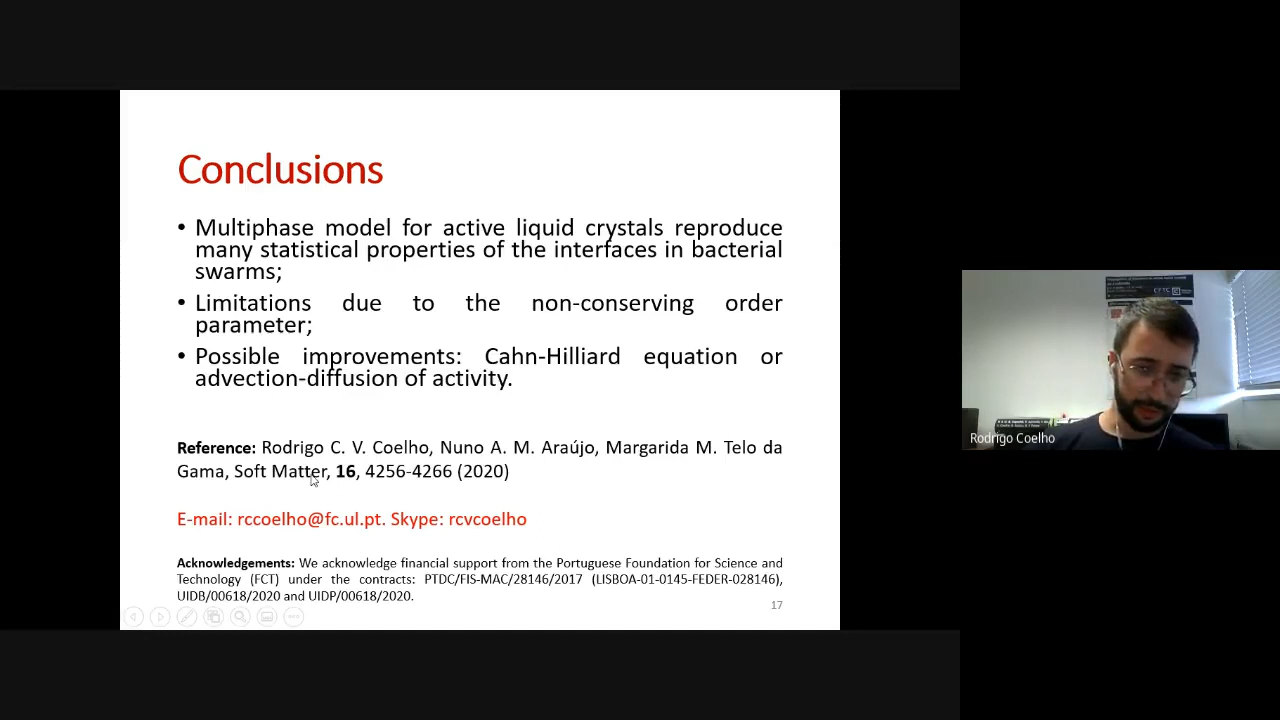 Conclusions
• Multiphase model for active liquid crystals reproduce
many statistical properties of the interfaces in bacterial
swarms;
• Limitations due to the non-conserving order
parameter;
• Possible improvements: Cahn-Hilliard equation or
advection-diffusion of activity.
Reference: Rodrigo C. V. Coelho, Nuno A. M. Araújo, Margarida M. Telo da
Gama, Soft Matter, 16, 4256-4266 (2020)
E-mail: rccoelho@fc.ul.pt. Skype: rcvcoelho
Acknowledgements: We acknowledge financial support from the Portuguese Foundation for Science and
Technology (FCT) under the contracts: PTDC/FIS-MAC/28146/2017 (LISBOA-01-0145-FEDER-028146),
UIDB/00618/2020 and UIDP/00618/2020.
17
Rodrigo Coelho